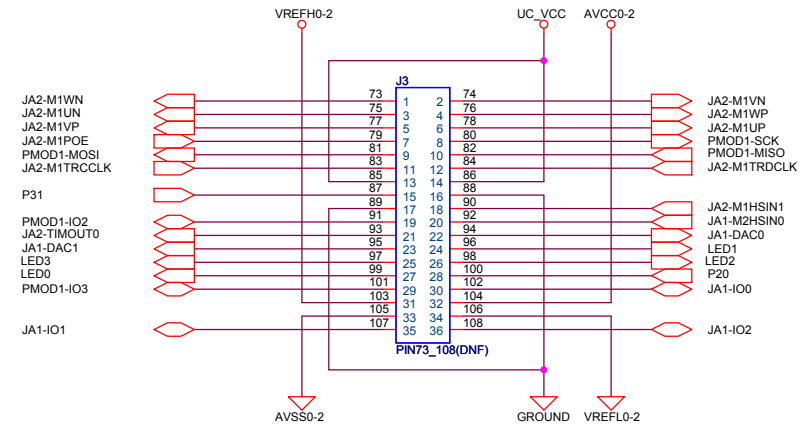 VREFH0-2 UC_VCC AVCC0-2
J3
JA2-M1WN 73 1 2 74 JA2-M1VN
JA2-M1UN 75 3 4 76 JA2-M1WP
JA2-M1VP 77 5 6 78 JA2-M1UP
JA2-M1POE 79 7 8 80 PMOD1-SCK
PMOD1-MOSI 81 9 10 82 PMOD1-MISO
JA2-M1TRCCLK 83 11 12 84 JA2-M1TRDCLK
85 13 14 86
P31 87 15 16 88
89 17 18 90 JA2-M1HSIN1
PMOD1-IO2 91 19 20 92 JA1-M2HSIN0
JA2-TIMOUT0 93 21 22 94 JA1-DAC0
JA1-DAC1 95 23 24 96 LED1
LED3 97 25 26 98 LED2
LED0 99 27 28 100 P20
PMOD1-IO3 101 29 30 102 JA1-IO0
103 31 32 104
105 33 34 106
JA1-IO1 107 35 36 108 JA1-IO2
PIN73_108(DNF)
AVSS0-2 GROUND VREFL0-2